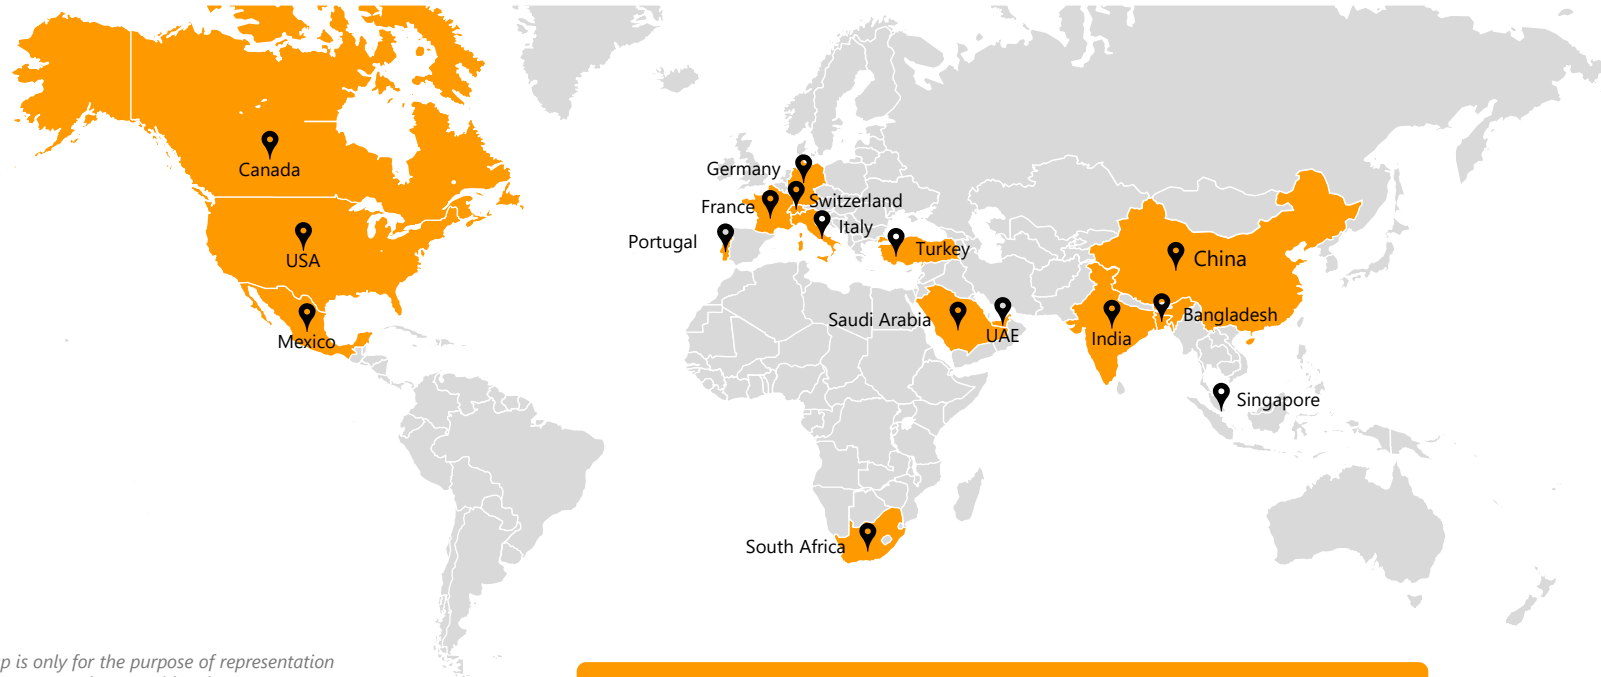 Canada
Germany
Switzerland
France
Italy
Portugal
Turkey
USA
China
Saudi Arabia
Bangladesh
UAE
India
Mexico
Singapore
South Africa
p is only for the purpose of representation